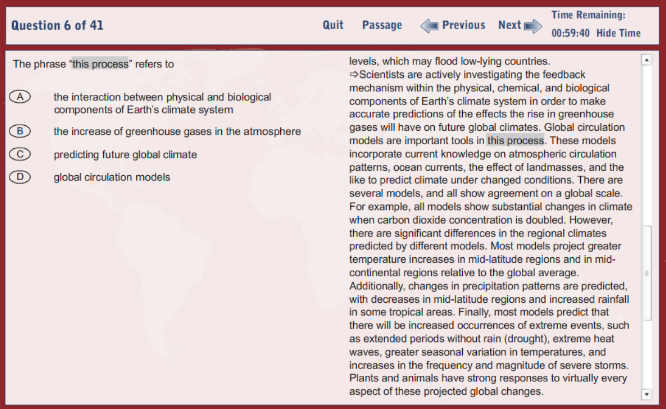 Question 6 of 41
Quit
Passage
Previous
Next
Time Remaining:
00:59:40 Hide Time
The phrase "this process" refers to
A the interaction between physical and biological
components of Earth's climate system
B the increase of greenhouse gases in the atmosphere
C predicting future global climate
D global circulation models
levels, which may flood low-lying countries.
⇨Scientists are actively investigating the feedback
mechanism within the physical, chemical, and biological
components of Earth's climate system in order to make
accurate predictions of the effects the rise in greenhouse
gases will have on future global climates. Global circulation
models are important tools in this process. These models
incorporate current knowledge on atmospheric circulation
patterns, ocean currents, the effect of landmasses, and the
like to predict climate under changed conditions. There are
several models, and all show agreement on a global scale.
For example, all models show substantial changes in climate
when carbon dioxide concentration is doubled. However,
there are significant differences in the regional climates
predicted by different models. Most models project greater
temperature increases in mid-latitude regions and in mid-
continental regions relative to the global average.
Additionally, changes in precipitation patterns are predicted,
with decreases in mid-latitude regions and increased rainfall
in some tropical areas. Finally, most models predict that
there will be increased occurrences of extreme events, such
as extended periods without rain (drought), extreme heat
waves, greater seasonal variation in temperatures, and
increases in the frequency and magnitude of severe storms.
Plants and animals have strong responses to virtually every
aspect of these projected global changes.